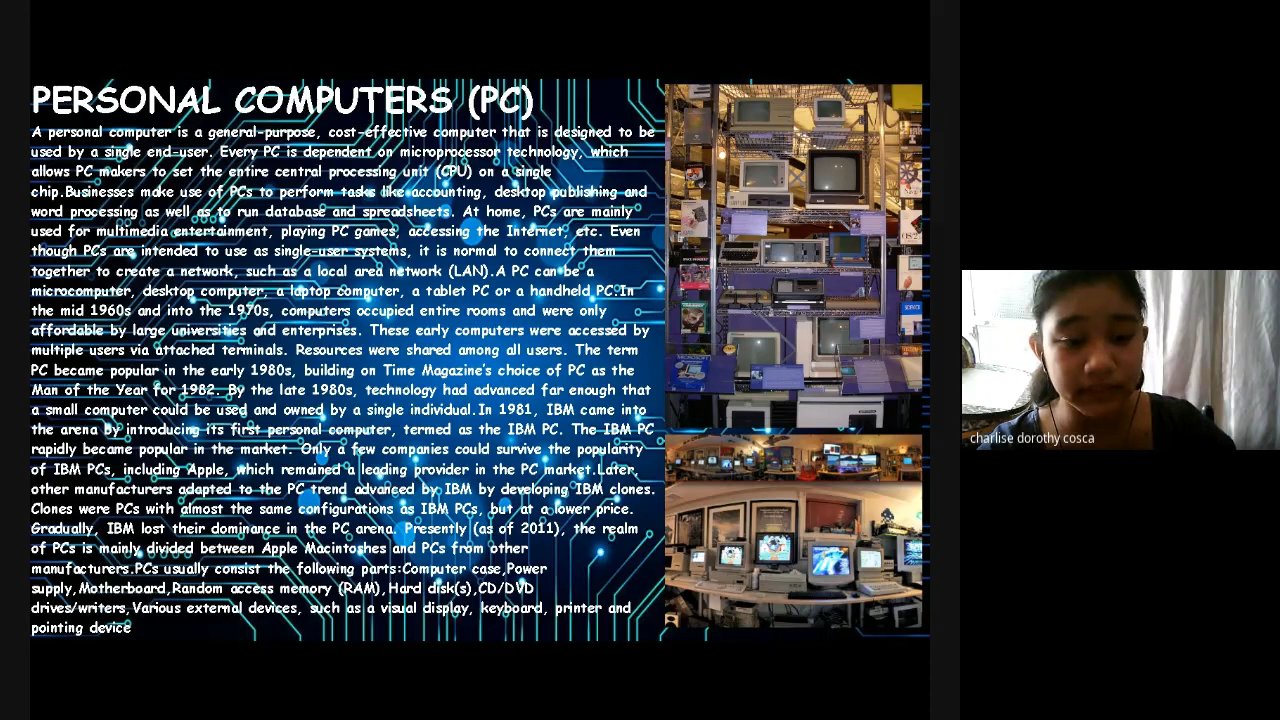 PERSONAL COMPUTERS (PC)
A personal computer is a general-purpose, cost-effective computer that is designed to be
used by a single end-user. Every PC is dependent on microprocessor technology, which
allows PC makers to set the entire central processing unit (CPU) on a single
chip.Businesses make use of PCs to perform tasks like accounting, desktop publishing and
word processing as well as to run database and spreadsheets. At home, PCs are mainly
used for multimedia entertainment, playing PC games, accessing the Internet, etc. Even
though PCs are intended to use as single-user systems, it is normal to connect them
together to create a network, such as a local area network (LAN).A PC can be a
microcomputer, desktop computer, a laptop computer, a tablet PC or a handheld PC.In
the mid 1960s and into the 1970s, computers occupied entire rooms and were only
affordable by large universities and enterprises. These early computers were accessed by
multiple users via attached terminals. Resources were shared among all users. The term
PC became popular in the early 1980s, building on Time Magazine's choice of PC as the
Man of the Year for 1982. By the late 1980s, technology had advanced far enough that
a small computer could be used and owned by a single individual.In 1981, IBM came into
the arena by introducing its first personal computer, termed as the IBM PC. The IBM PC
rapidly became popular in the market. Only a few companies could survive the popularity
of IBM PCs, including Apple, which remained a leading provider in the PC market.Later,
other manufacturers adapted to the PC trend advanced by IBM by developing IBM clones.
Clones were PCs with almost the same configurations as IBM PCs, but at a lower price.
Gradually, IBM lost their dominance in the PC arena. Presently (as of 2011), the realm
of PCs is mainly divided between Apple Macintoshes and PCs from other
manufacturers.PCs usually consist the following parts:Computer case,Power
supply,Motherboard,Random access memory (RAM),Hard disk(s),CD/DVD
drives/writers,Various external devices, such as a visual display, keyboard, printer and
pointing device
charlise dorothy cosca